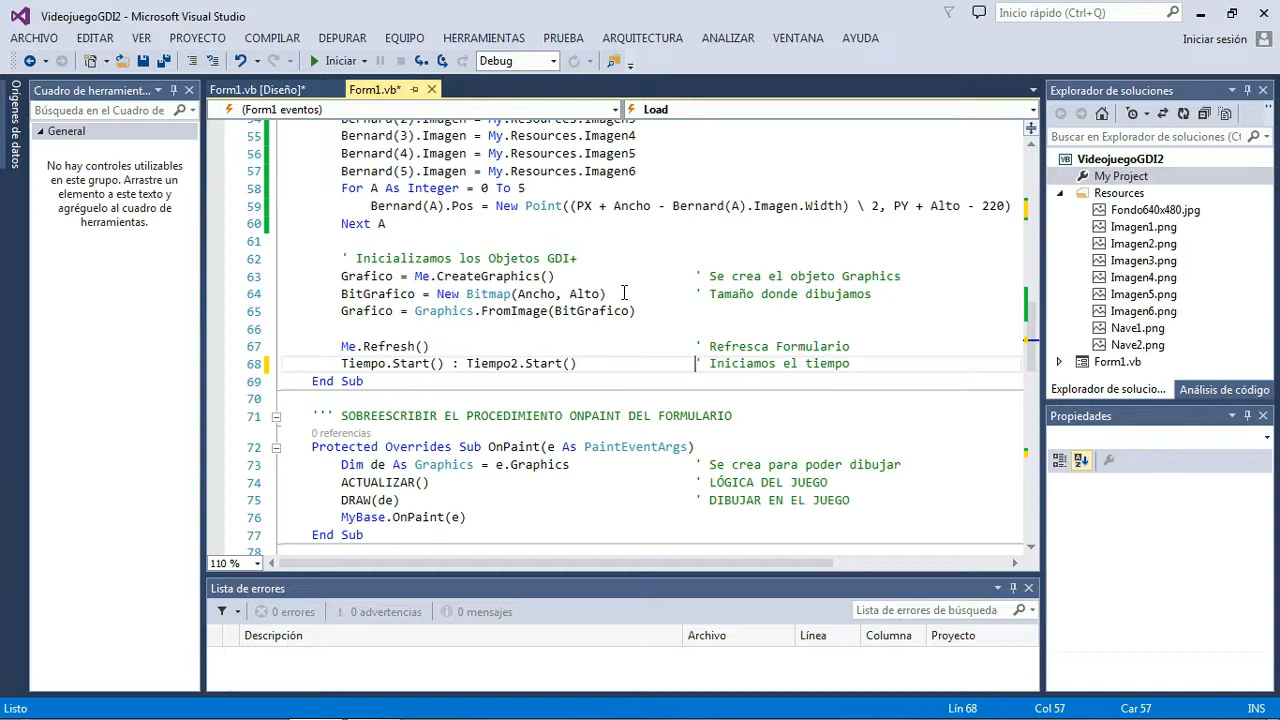 VideojuegoGDI2 - Microsoft Visual Studio
Inicio rápido (Ctrl+Q)
ARCHIVO EDITAR VER PROYECTO COMPILAR DEPURAR EQUIPO HERRAMIENTAS PRUEBA ARQUITECTURA ANALIZAR VENTANA AYUDA
Iniciar sesión
Iniciar Debug
Orígenes de datos
Cuadro de herramient...
Búsqueda en el Cuadro de
General
No hay controles utilizables
en este grupo. Arrastre un
elemento a este texto y
agréguelo al cuadro de
herramientas.
Form1.vb [Diseño]* Form1.vb*
(Form1 eventos) Load
54 Bernard(2).Imagen = My.Resources.Imagen3
55 Bernard(3).Imagen = My.Resources.Imagen4
56 Bernard(4).Imagen = My.Resources.Imagen5
57 Bernard(5).Imagen = My.Resources.Imagen6
58 For A As Integer = 0 To 5
59 Bernard(A).Pos = New Point((PX + Ancho - Bernard(A).Imagen.Width) \ 2, PY + Alto - 220)
60 Next A
61
62 ' Inicializamos los Objetos GDI+
63 Grafico = Me.CreateGraphics() ' Se crea el objeto Graphics
64 BitGrafico = New Bitmap(Ancho, Alto) ' Tamaño donde dibujamos
65 Grafico = Graphics.FromImage(BitGrafico)
66
67 Me.Refresh() ' Refresca Formulario
68 Tiempo.Start() : Tiempo2.Start() ' Iniciamos el tiempo
69 End Sub
70
71 ''' SOBREESCRIBIR EL PROCEDIMIENTO ONPAINT DEL FORMULARIO
0 referencias
72 Protected Overrides Sub OnPaint(e As PaintEventArgs)
73 Dim de As Graphics = e.Graphics ' Se crea para poder dibujar
74 ACTUALIZAR() ' LÓGICA DEL JUEGO
75 DRAW(de) ' DIBUJAR EN EL JUEGO
76 MyBase.OnPaint(e)
77 End Sub
78
110 %
Lista de errores
0 errores 0 advertencias 0 mensajes Lista de errores de búsqueda
Descripción Archivo Línea Columna Proyecto
Explorador de soluciones
Buscar en Explorador de soluciones (Ctrl+
VideojuegoGDI2
My Project
Resources
Fondo640x480.jpg
Imagen1.png
Imagen2.png
Imagen3.png
Imagen4.png
Imagen5.png
Imagen6.png
Nave1.png
Nave2.png
Form1.vb
Explorador de solucio... Análisis de código
Propiedades
Listo Lín 68 Col 57 Car 57 INS